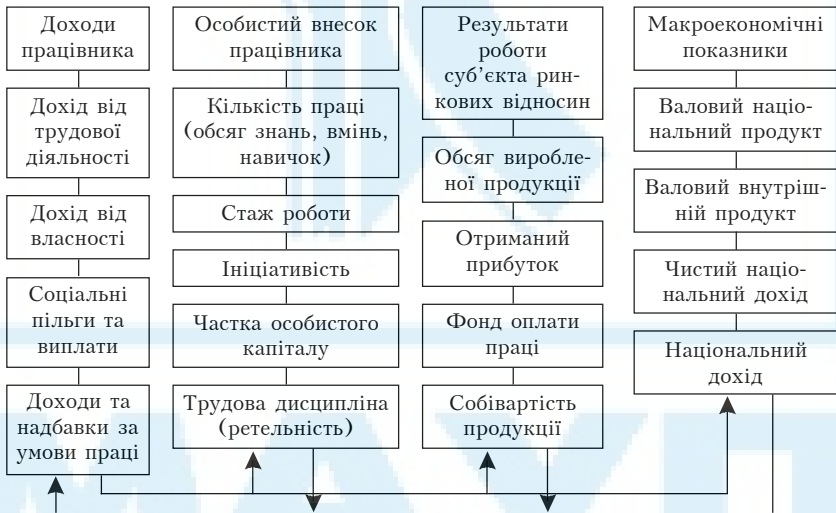 Доходи
працівника
Дохід від
трудової
діяльності
Дохід від
власності
Соціальні
пільги та
виплати
Доходи та
надбавки за
умови праці
Особистий внесок
працівника
Кількість праці
(обсяг знань, вмінь,
навичок)
Стаж роботи
Ініціативість
Частка особистого
капіталу
Трудова дисципліна
(ретельність)
Результати
роботи
суб’єкта рин-
кових відносин
Обсяг виробле-
ної продукції
Отриманий
прибуток
Фонд оплати
праці
Собівартість
продукції
Макроекономічні
показники
Валовий націо-
нальний продукт
Валовий внутріш-
ній продукт
Чистий націо-
нальний дохід
Національний
дохід
МАУП